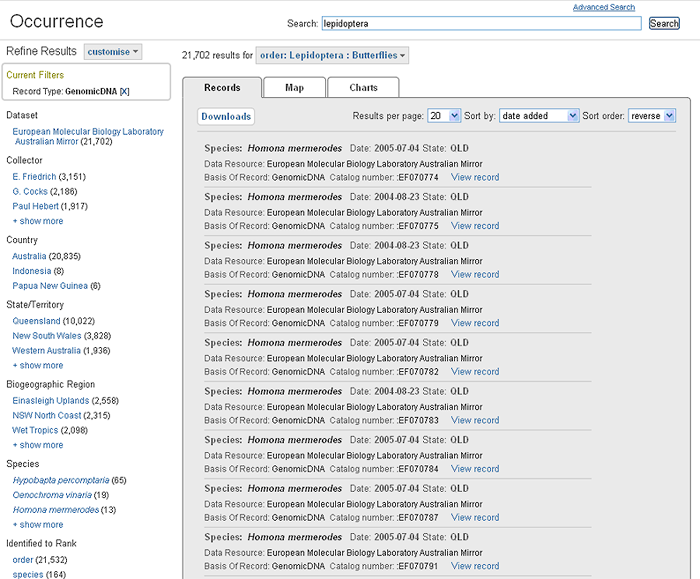 Advanced Search
Occurrence
Search: lepidoptera Search
Refine Results customise
21,702 results for order: Lepidoptera : Butterflies
Current Filters
Record Type: GenomicDNA [X]
Dataset
European Molecular Biology Laboratory
Australian Mirror (21,702)
Collector
E. Friedrich (3,151)
G. Cocks (2,186)
Paul Hebert (1,917)
+ show more
Country
Australia (20,835)
Indonesia (8)
Papua New Guinea (6)
State/Territory
Queensland (10,022)
New South Wales (3,828)
Western Australia (1,936)
+ show more
Biogeographic Region
Einasleigh Uplands (2,558)
NSW North Coast (2,315)
Wet Tropics (2,098)
+ show more
Species
Hypobapta percomptaria (65)
Oenochroma vinaria (19)
Homona mermerodes (13)
+ show more
Identified to Rank
order (21,532)
species (164)
Records Map Charts
Downloads Results per page: 20 Sort by: date added Sort order: reverse
Species: Homona mermerodes Date: 2005-07-04 State: QLD
Data Resource: European Molecular Biology Laboratory Australian Mirror
Basis Of Record: GenomicDNA Catalog number: :EF070774 View record
Species: Homona mermerodes Date: 2004-08-23 State: QLD
Data Resource: European Molecular Biology Laboratory Australian Mirror
Basis Of Record: GenomicDNA Catalog number: :EF070775 View record
Species: Homona mermerodes Date: 2004-08-23 State: QLD
Data Resource: European Molecular Biology Laboratory Australian Mirror
Basis Of Record: GenomicDNA Catalog number: :EF070778 View record
Species: Homona mermerodes Date: 2005-07-04 State: QLD
Data Resource: European Molecular Biology Laboratory Australian Mirror
Basis Of Record: GenomicDNA Catalog number: :EF070779 View record
Species: Homona mermerodes Date: 2005-07-04 State: QLD
Data Resource: European Molecular Biology Laboratory Australian Mirror
Basis Of Record: GenomicDNA Catalog number: :EF070782 View record
Species: Homona mermerodes Date: 2004-08-23 State: QLD
Data Resource: European Molecular Biology Laboratory Australian Mirror
Basis Of Record: GenomicDNA Catalog number: :EF070783 View record
Species: Homona mermerodes Date: 2005-07-04 State: QLD
Data Resource: European Molecular Biology Laboratory Australian Mirror
Basis Of Record: GenomicDNA Catalog number: :EF070784 View record
Species: Homona mermerodes Date: 2005-07-04 State: QLD
Data Resource: European Molecular Biology Laboratory Australian Mirror
Basis Of Record: GenomicDNA Catalog number: :EF070787 View record
Species: Homona mermerodes Date: 2005-07-04 State: QLD
Data Resource: European Molecular Biology Laboratory Australian Mirror
Basis Of Record: GenomicDNA Catalog number: :EF070791 View record